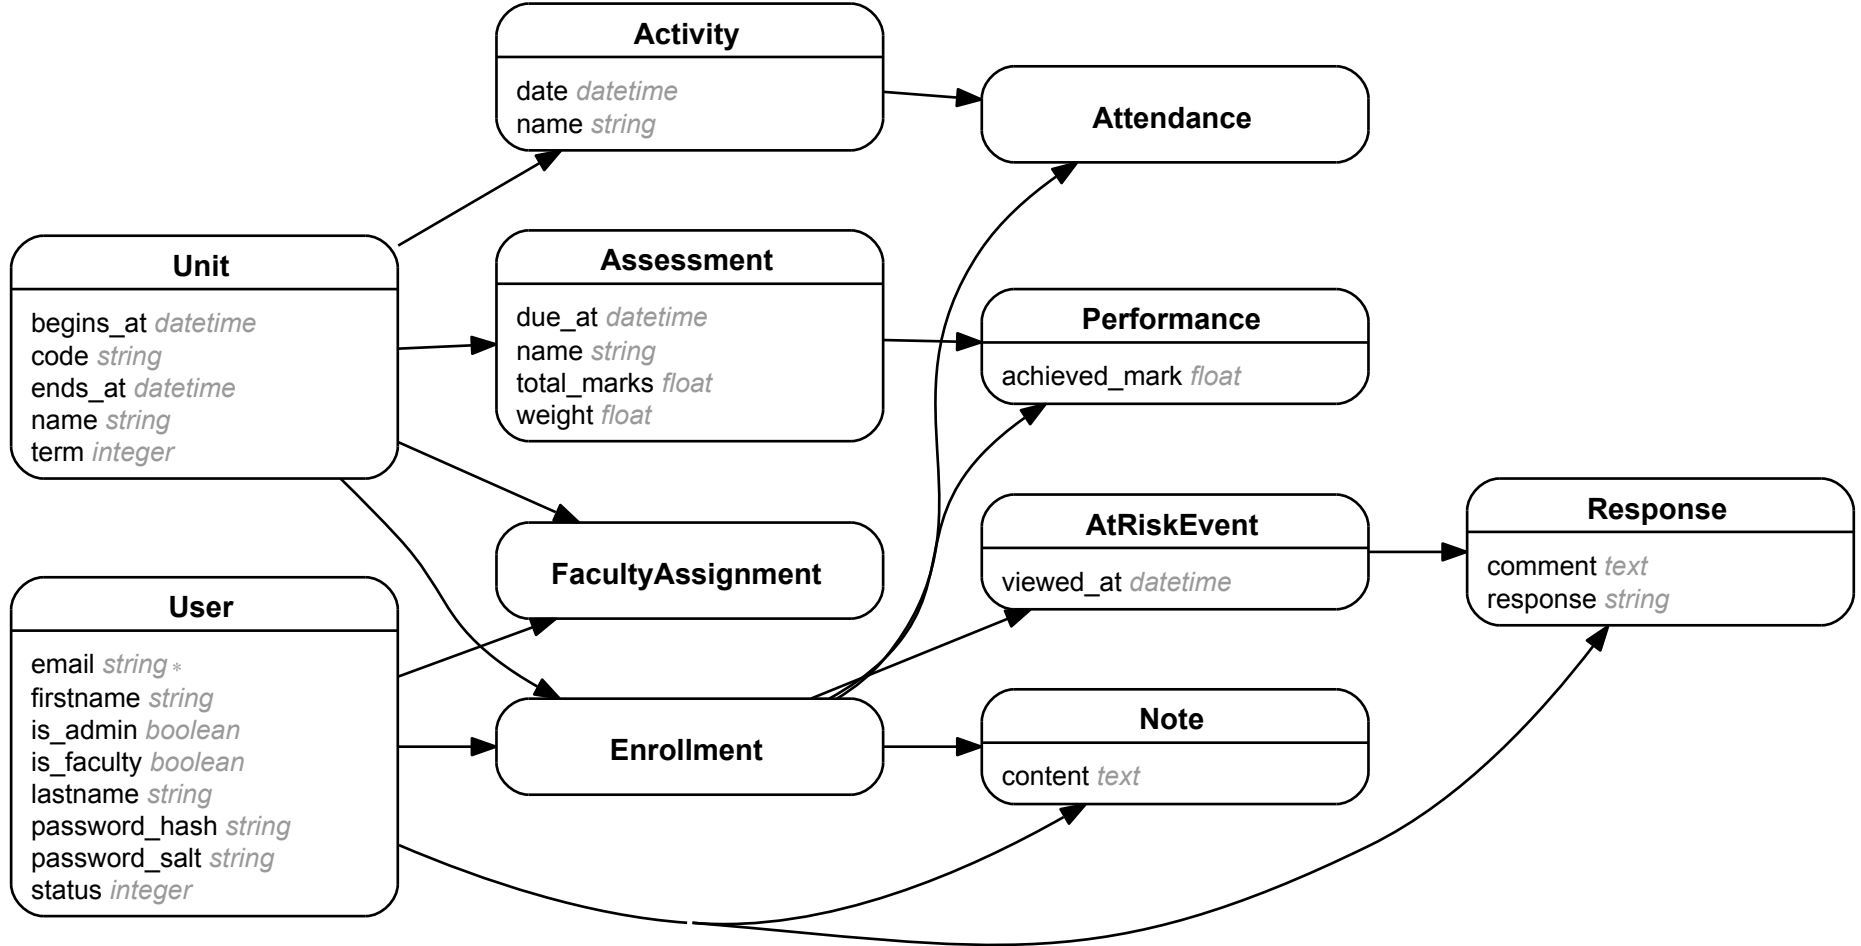 Activity
date datetime
name string
Attendance
Unit
begins_at datetime
code string
ends_at datetime
name string
term integer
Assessment
due_at datetime
name string
total_marks float
weight float
Performance
achieved_mark float
FacultyAssignment
AtRiskEvent
viewed_at datetime
Response
comment text
response string
User
email string *
firstname string
is_admin boolean
is_faculty boolean
lastname string
password_hash string
password_salt string
status integer
Enrollment
Note
content text